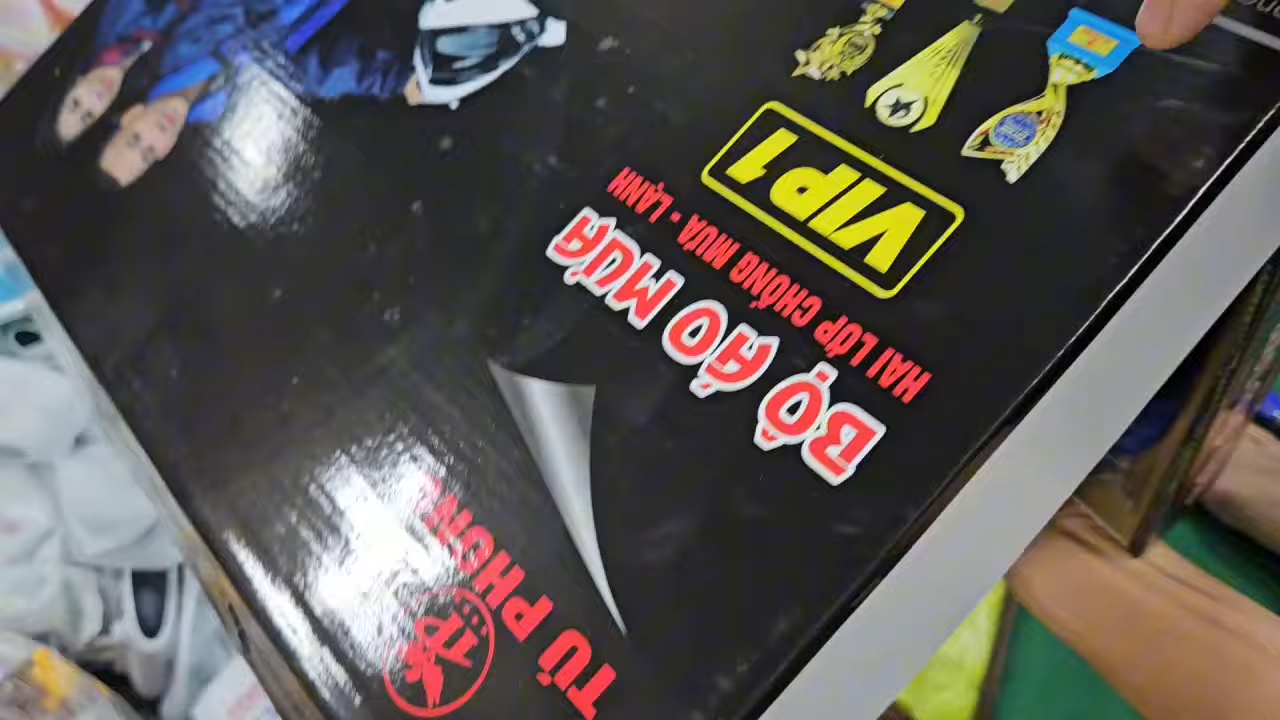 TÚ PHONG
BỘ ÁO MƯA
HAI LỚP CHỐNG MƯA - LẠNH
VIP1